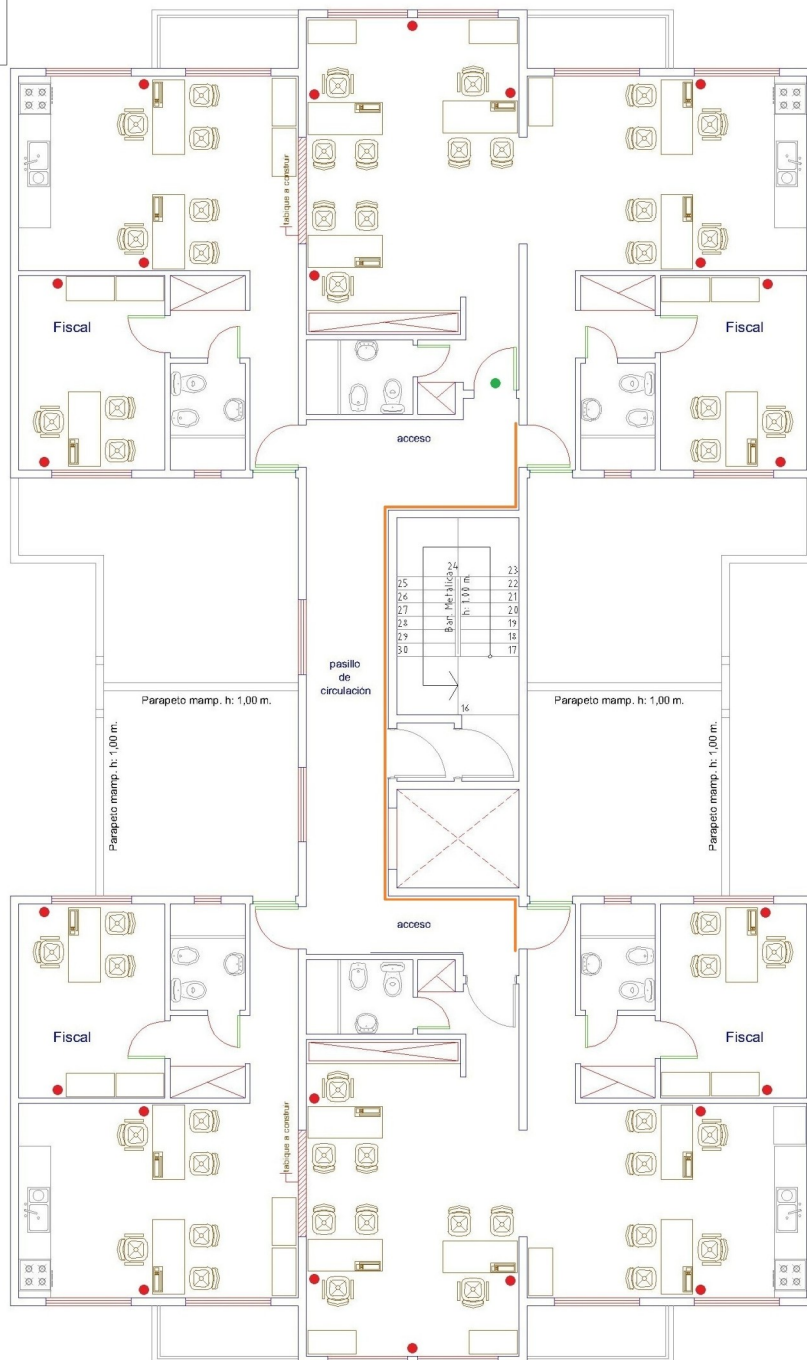 tabique a construir
Fiscal
Fiscal
acceso
24
23
25
22
26
21
27
20
28
19
29
18
30
17
Bar. Metalica
h: 1.00 m.
16
pasillo
de
circulación
Parapeto mamp. h: 1,00 m.
Parapeto mamp. h: 1,00 m.
Parapeto mamp. h: 1,00 m.
Parapeto mamp. h: 1,00 m.
acceso
Fiscal
Fiscal
tabique a construir